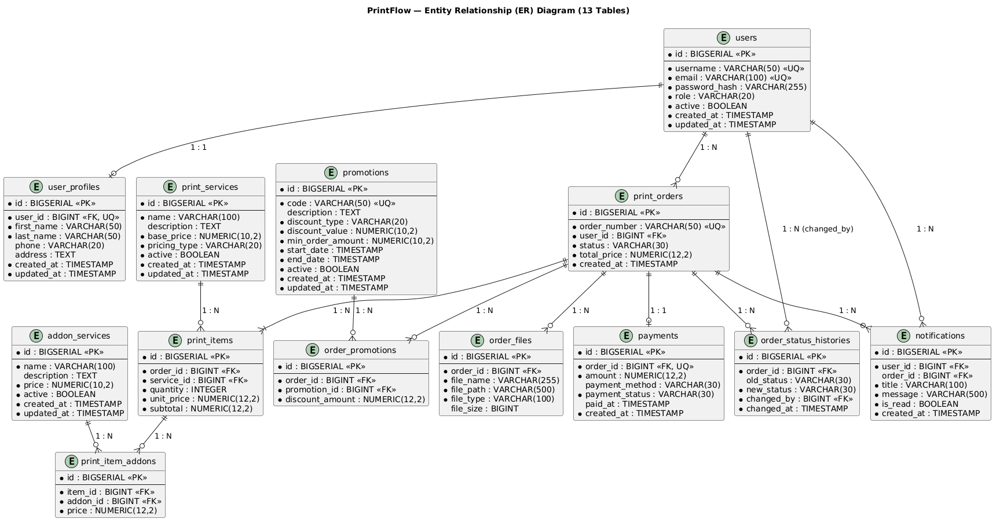 PrintFlow — Entity Relationship (ER) Diagram (13 Tables)
E users
id : BIGSERIAL «PK»
username : VARCHAR(50) «UQ»
email : VARCHAR(100) «UQ»
password_hash : VARCHAR(255)
role : VARCHAR(20)
active : BOOLEAN
created_at : TIMESTAMP
updated_at : TIMESTAMP
1 : 1
1 : N
1 : N (changed_by)
1 : N
E user_profiles
id : BIGSERIAL «PK»
user_id : BIGINT «FK, UQ»
first_name : VARCHAR(50)
last_name : VARCHAR(50)
phone : VARCHAR(20)
address : TEXT
created_at : TIMESTAMP
updated_at : TIMESTAMP
E print_services
id : BIGSERIAL «PK»
name : VARCHAR(100)
description : TEXT
base_price : NUMERIC(10,2)
pricing_type : VARCHAR(20)
active : BOOLEAN
created_at : TIMESTAMP
updated_at : TIMESTAMP
E promotions
id : BIGSERIAL «PK»
code : VARCHAR(50) «UQ»
description : TEXT
discount_type : VARCHAR(20)
discount_value : NUMERIC(10,2)
min_order_amount : NUMERIC(10,2)
start_date : TIMESTAMP
end_date : TIMESTAMP
active : BOOLEAN
created_at : TIMESTAMP
updated_at : TIMESTAMP
E print_orders
id : BIGSERIAL «PK»
order_number : VARCHAR(50) «UQ»
user_id : BIGINT «FK»
status : VARCHAR(30)
total_price : NUMERIC(12,2)
created_at : TIMESTAMP
1 : N
1 : N
1 : N
1 : N
1 : N
1 : 1
1 : N
1 : N
E addon_services
id : BIGSERIAL «PK»
name : VARCHAR(100)
description : TEXT
price : NUMERIC(10,2)
active : BOOLEAN
created_at : TIMESTAMP
updated_at : TIMESTAMP
E print_items
id : BIGSERIAL «PK»
order_id : BIGINT «FK»
service_id : BIGINT «FK»
quantity : INTEGER
unit_price : NUMERIC(12,2)
subtotal : NUMERIC(12,2)
E order_promotions
id : BIGSERIAL «PK»
order_id : BIGINT «FK»
promotion_id : BIGINT «FK»
discount_amount : NUMERIC(12,2)
E order_files
id : BIGSERIAL «PK»
order_id : BIGINT «FK»
file_name : VARCHAR(255)
file_path : VARCHAR(500)
file_type : VARCHAR(100)
file_size : BIGINT
E payments
id : BIGSERIAL «PK»
order_id : BIGINT «FK, UQ»
amount : NUMERIC(12,2)
payment_method : VARCHAR(30)
payment_status : VARCHAR(30)
paid_at : TIMESTAMP
created_at : TIMESTAMP
E order_status_histories
id : BIGSERIAL «PK»
order_id : BIGINT «FK»
old_status : VARCHAR(30)
new_status : VARCHAR(30)
changed_by : BIGINT «FK»
changed_at : TIMESTAMP
E notifications
id : BIGSERIAL «PK»
user_id : BIGINT «FK»
order_id : BIGINT «FK»
title : VARCHAR(100)
message : VARCHAR(500)
is_read : BOOLEAN
created_at : TIMESTAMP
1 : N
1 : N
E print_item_addons
id : BIGSERIAL «PK»
item_id : BIGINT «FK»
addon_id : BIGINT «FK»
price : NUMERIC(12,2)